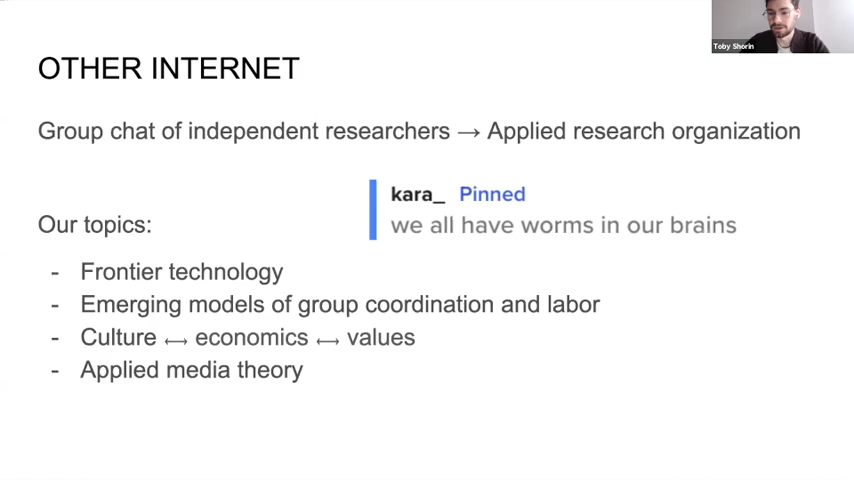 Toby Shorin
OTHER INTERNET
Group chat of independent researchers → Applied research organization
kara_ Pinned
we all have worms in our brains
Our topics:
- Frontier technology
- Emerging models of group coordination and labor
- Culture ⟷ economics ⟷ values
- Applied media theory